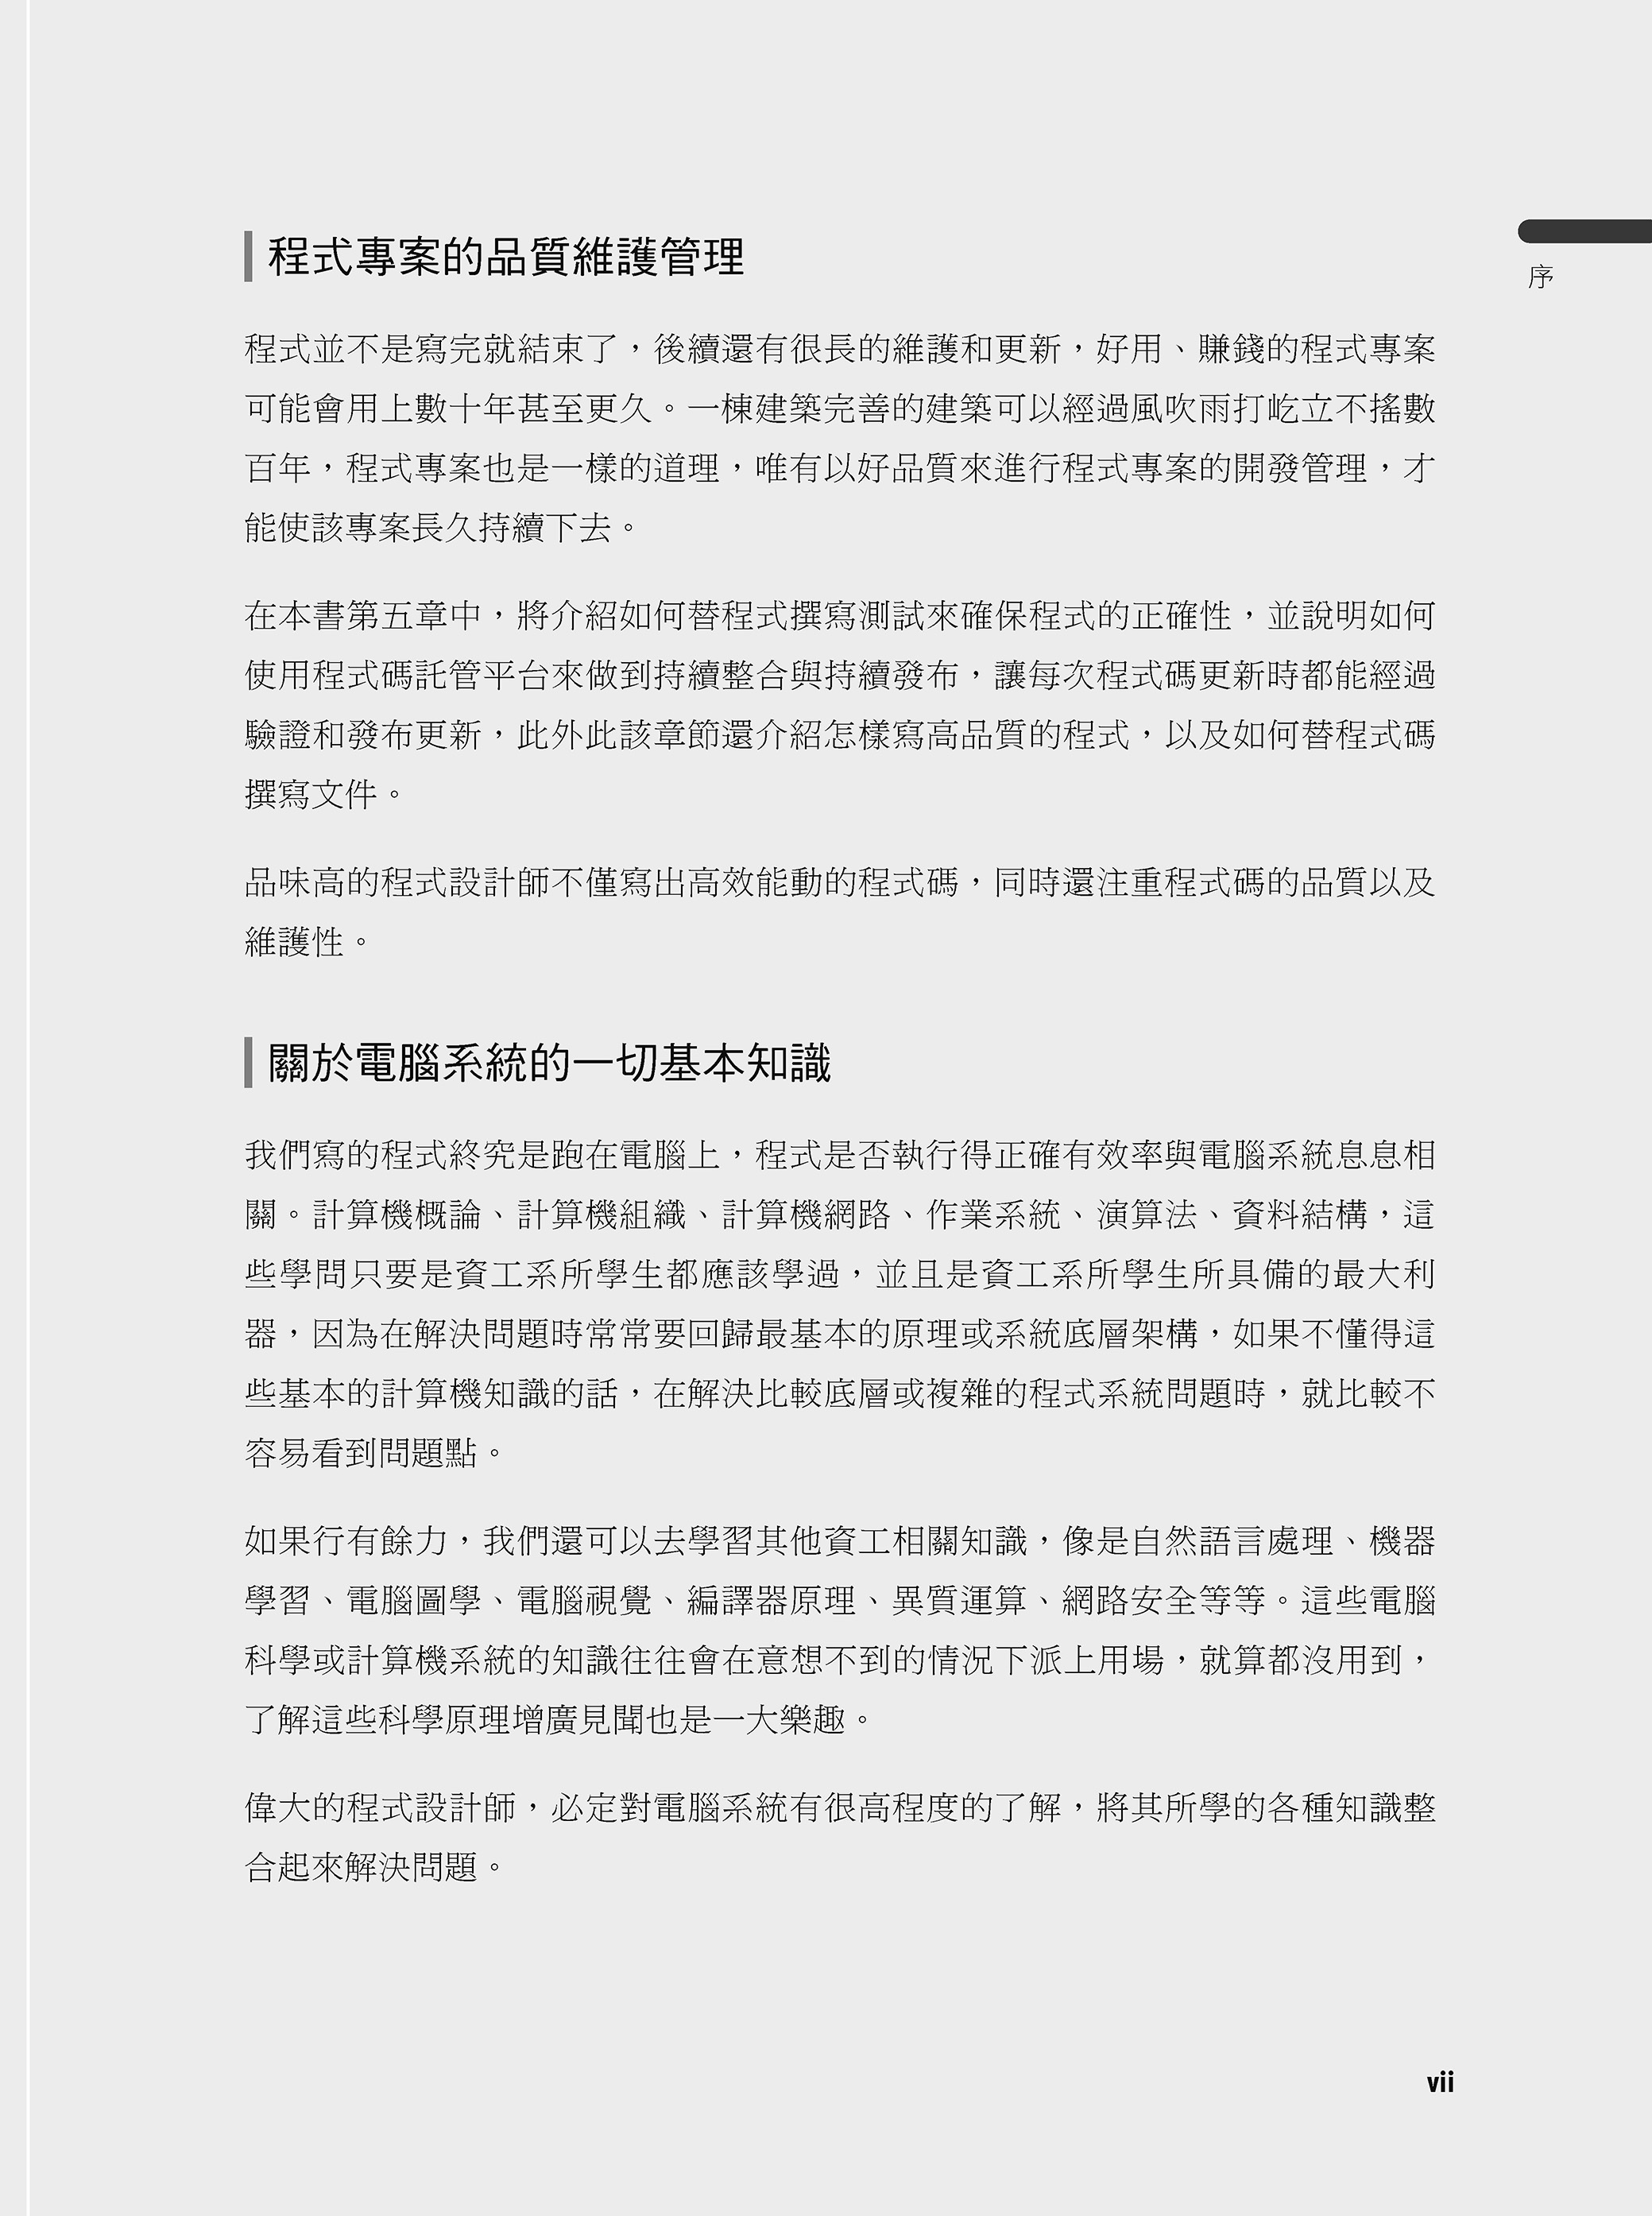 程式專案的品質維護管理
序
程式並不是寫完就結束了，後續還有很長的維護和更新，好用、賺錢的程式專案
可能會用上數十年甚至更久。一棟建築完善的建築可以經過風吹雨打屹立不搖數
百年，程式專案也是一樣的道理，唯有以好品質來進行程式專案的開發管理，才
能使該專案長久持續下去。
在本書第五章中，將介紹如何替程式撰寫測試來確保程式的正確性，並說明如何
使用程式碼託管平台來做到持續整合與持續發布，讓每次程式碼更新時都能經過
驗證和發布更新，此外此該章節還介紹怎樣寫高品質的程式，以及如何替程式碼
撰寫文件。
品味高的程式設計師不僅寫出高效能動的程式碼，同時還注重程式碼的品質以及
維護性。
關於電腦系統的一切基本知識
我們寫的程式終究是跑在電腦上，程式是否執行得正確有效率與電腦系統息息相
關。計算機概論、計算機組織、計算機網路、作業系統、演算法、資料結構，這
些學問只要是資工系所學生都應該學過，並且是資工系所學生所具備的最大利
器，因為在解決問題時常常要回歸最基本的原理或系統底層架構，如果不懂得這
些基本的計算機知識的話，在解決比較底層或複雜的程式系統問題時，就比較不
容易看到問題點。
如果行有餘力，我們還可以去學習其他資工相關知識，像是自然語言處理、機器
學習、電腦圖學、電腦視覺、編譯器原理、異質運算、網路安全等等。這些電腦
科學或計算機系統的知識往往會在意想不到的情況下派上用場，就算都沒用到，
了解這些科學原理增廣見聞也是一大樂趣。
偉大的程式設計師，必定對電腦系統有很高程度的了解，將其所學的各種知識整
合起來解決問題。
vii